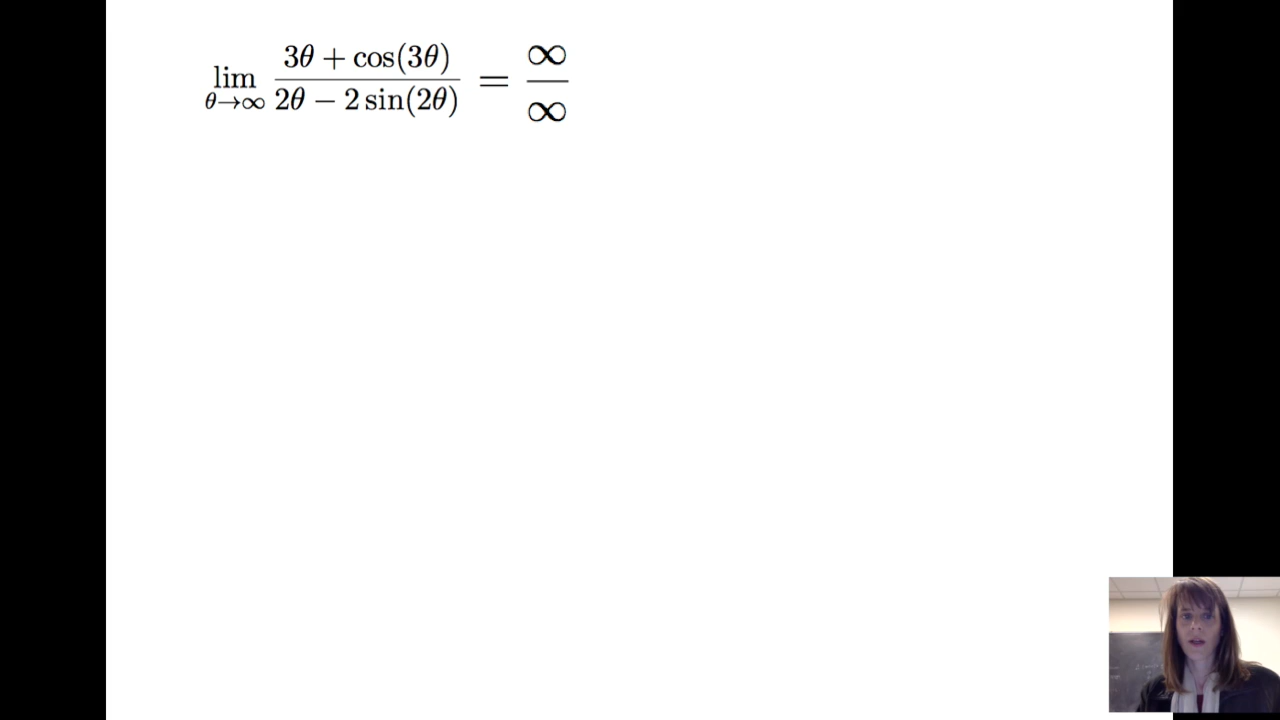 lim θ→∞ (3θ + cos(3θ)) / (2θ − 2 sin(2θ)) = ∞/∞